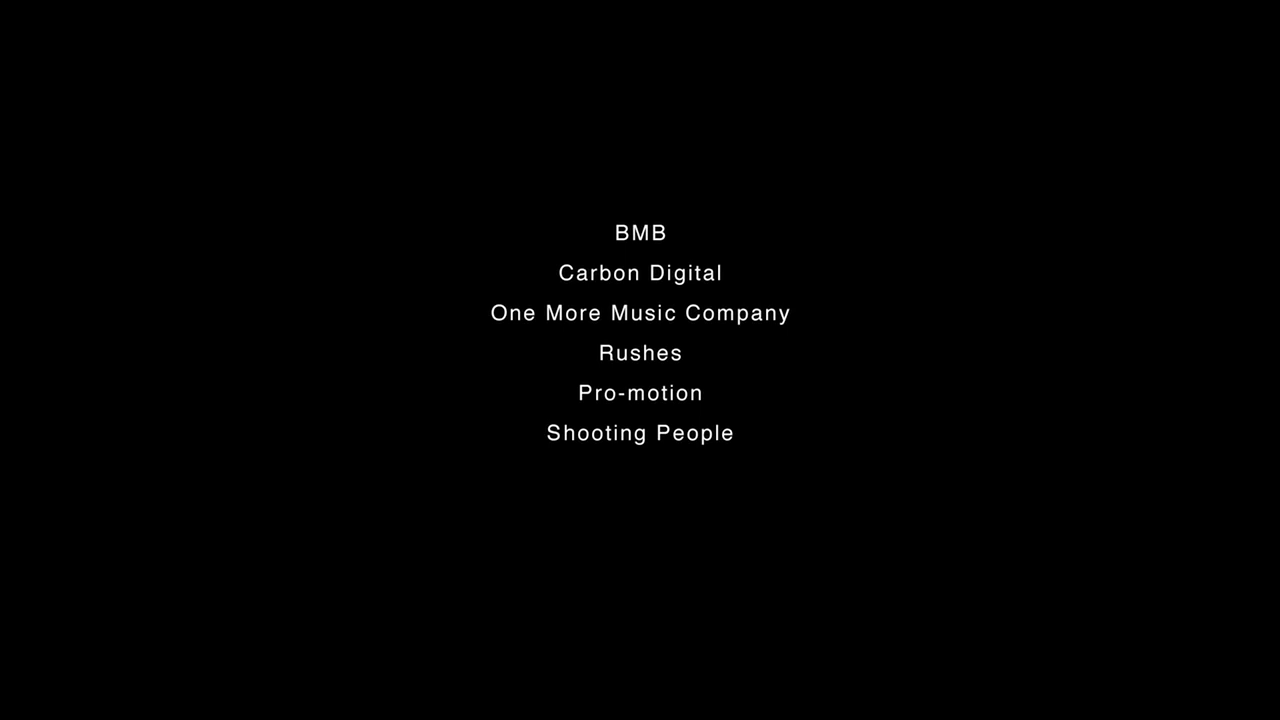 BMB
Carbon Digital
One More Music Company
Rushes
Pro-motion
Shooting People